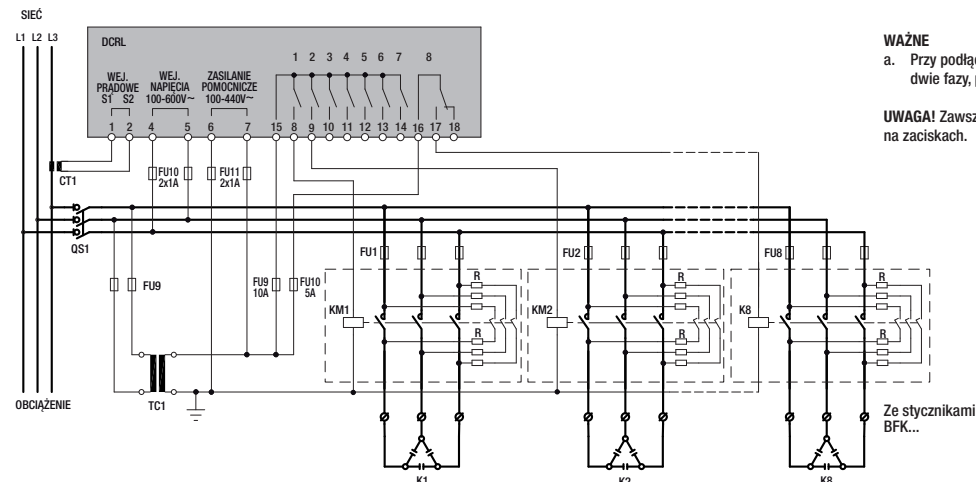 SIEĆ
L1 L2 L3
DCRL
WEJ.
PRĄDOWE
S1 S2
WEJ.
NAPIĘCIA
100-600V~
ZASILANIE
POMOCNICZE
100-440V~
1 2 3 4 5 6 7 8
1 2 4 5 6 7 15 8 9 10 11 12 13 14 16 17 18
CT1
FU10
2x1A
FU11
2x1A
QS1
FU9
FU9
10A
FU10
5A
FU1
FU2
FU8
KM1
R
R
KM2
R
R
K8
R
R
OBCIĄŻENIE
TC1
K1
K2
K8
WAŻNE
a. Przy podłą
dwie fazy, p
UWAGA! Zawsz
na zaciskach.
Ze stycznikami
BFK...